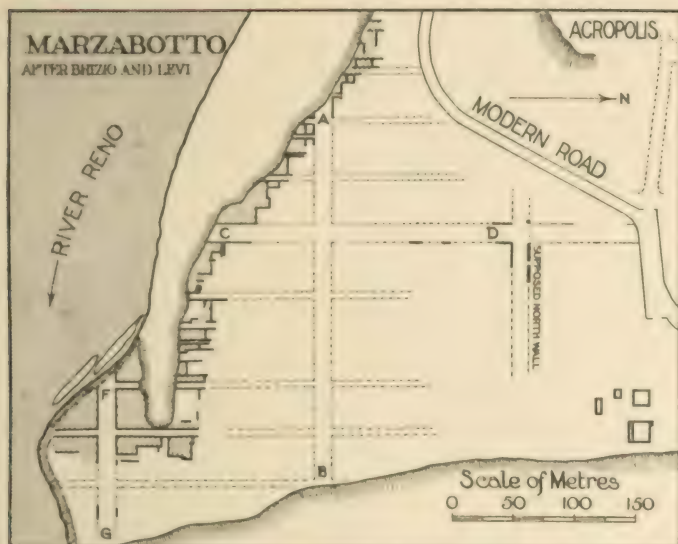 MARZABOTTO
AFTER BRIZIO AND LEVI
ACROPOLIS
N
MODERN ROAD
RIVER RENO
A
C
D
SUPPOSED NORTH WALL
F
B
G
Scale of Metres
0 50 100 150